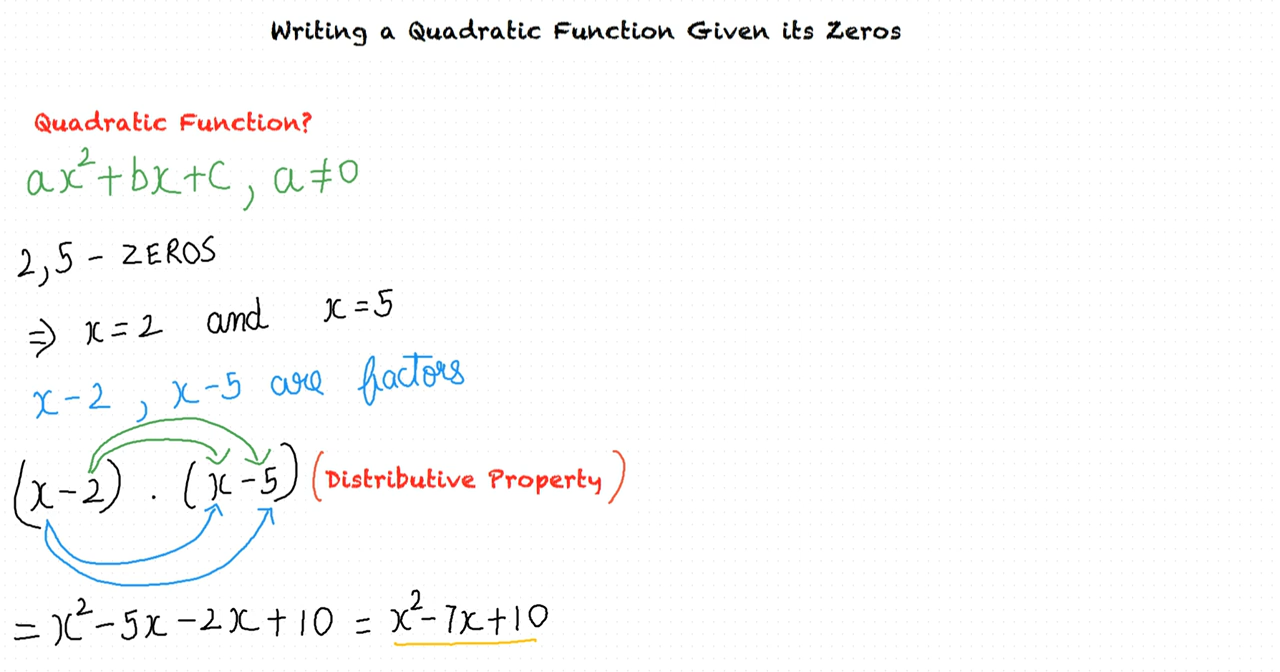 Writing a Quadratic Function Given its Zeros
Quadratic Function?
ax²+bx+c, a≠0
2,5 - ZEROS
⇒ x=2 and x=5
x-2, x-5 are factors
(x-2) . (x-5) (Distributive Property)
= x²-5x-2x+10 = x²-7x+10